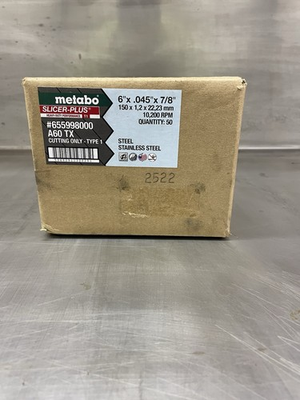 metabo
SLICER-PLUS®
#655998000
A60 TX
CUTTING ONLY - TYPE 1
6"x .045"x 7/8"
150 x 1,2 x 22,23 mm
10,200 RPM
QUANTITY: 50
STEEL
STAINLESS STEEL
2522